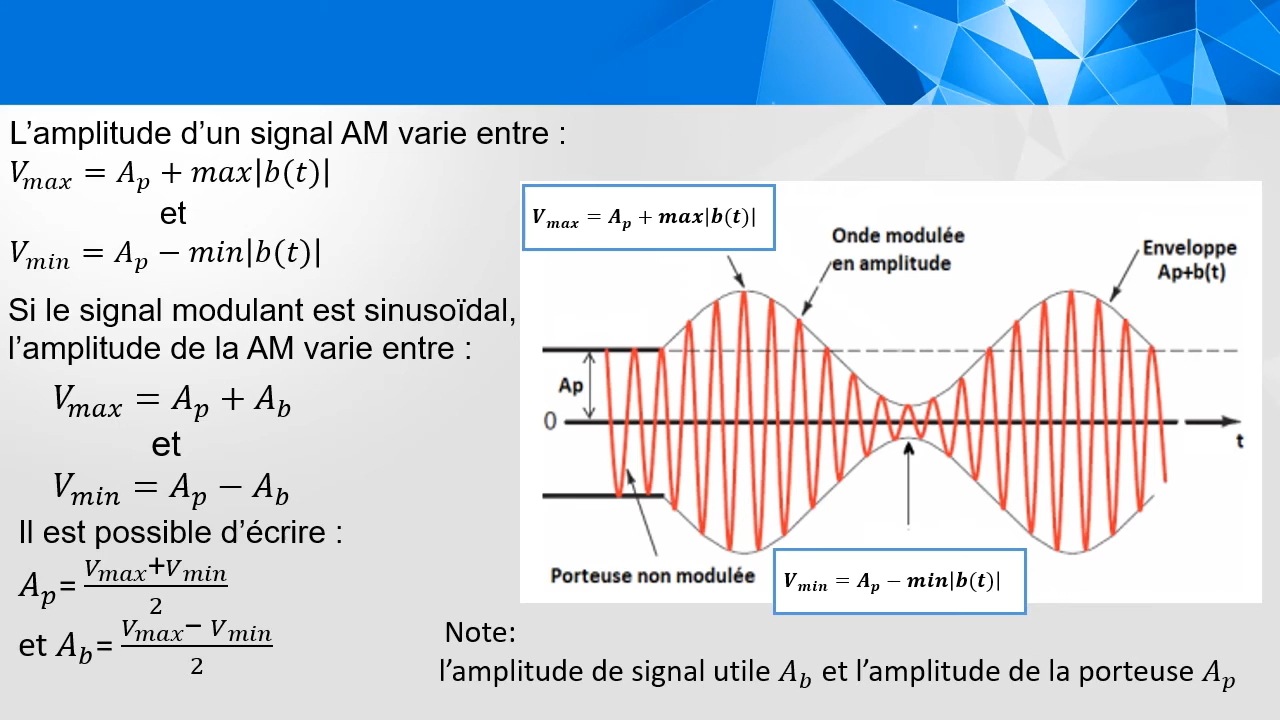 L’amplitude d’un signal AM varie entre :
V_max = A_p + max|b(t)|
et
V_min = A_p − min|b(t)|
Si le signal modulant est sinusoïdal,
l’amplitude de la AM varie entre :
V_max = A_p + A_b
et
V_min = A_p − A_b
Il est possible d’écrire :
A_p= (V_max+V_min)/2
et A_b= (V_max− V_min)/2
V_max = A_p + max|b(t)|
Onde modulée
en amplitude
Enveloppe
Ap+b(t)
Ap
0
t
Porteuse non modulée
V_min = A_p − min|b(t)|
Note:
l’amplitude de signal utile A_b et l’amplitude de la porteuse A_p